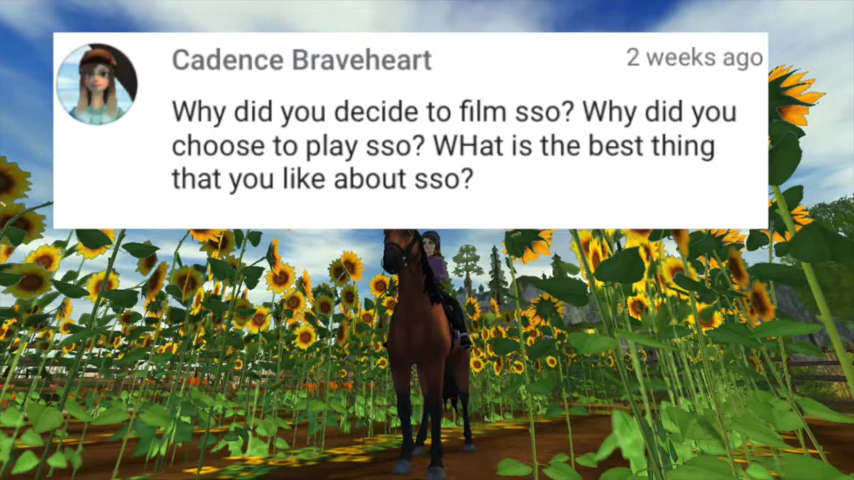 Cadence Braveheart
2 weeks ago
Why did you decide to film sso? Why did you
choose to play sso? WHat is the best thing
that you like about sso?